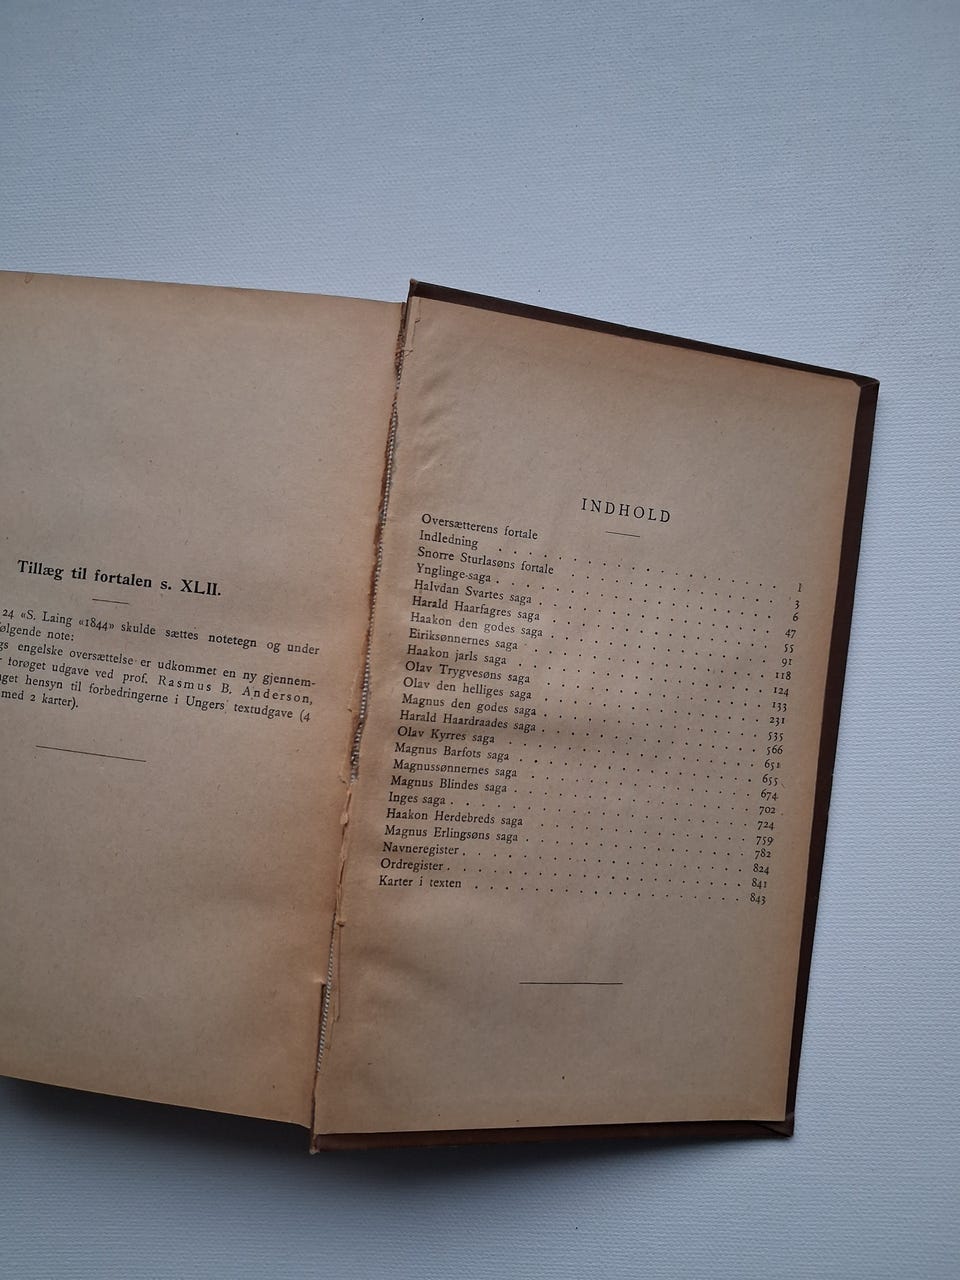 Tillæg til fortalen s. XLII.
24 «S. Laing «1844» skulde sættes notetegn og under
ølgende note:
gs engelske oversættelse er udkommet en ny gjennem-
forøget udgave ved prof. Rasmus B. Anderson,
get hensyn til forbedringerne i Ungers textudgave (4
med 2 karter).
INDHOLD
Oversætterens fortale
Indledning . . . . . . . . . . . . . . . . 1
Snorre Sturlasøns fortale . . . . . . . . . . . . 3
Ynglinge-saga . . . . . . . . . . . . . . . . 6
Halvdan Svartes saga . . . . . . . . . . . . . 47
Harald Haarfagres saga . . . . . . . . . . . . . 55
Haakon den godes saga . . . . . . . . . . . . . 91
Eiriksønnernes saga . . . . . . . . . . . . . . 118
Haakon jarls saga . . . . . . . . . . . . . . 124
Olav Trygvesøns saga . . . . . . . . . . . . . 133
Olav den helliges saga . . . . . . . . . . . . . 231
Magnus den godes saga . . . . . . . . . . . . . 535
Harald Haardraades saga . . . . . . . . . . . . . 566
Olav Kyrres saga . . . . . . . . . . . . . . 651
Magnus Barfots saga . . . . . . . . . . . . . . 655
Magnussønnernes saga . . . . . . . . . . . . . 674
Magnus Blindes saga . . . . . . . . . . . . . . 702
Inges saga . . . . . . . . . . . . . . . . 724
Haakon Herdebreds saga . . . . . . . . . . . . . 759
Magnus Erlingsøns saga . . . . . . . . . . . . . 782
Navneregister . . . . . . . . . . . . . . . . 824
Ordregister . . . . . . . . . . . . . . . . 841
Karter i texten . . . . . . . . . . . . . . . 843